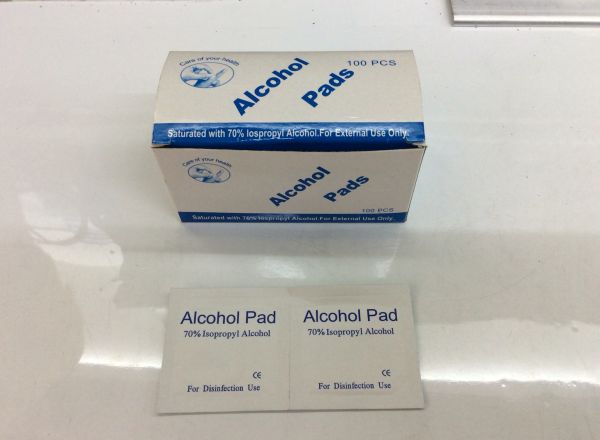 Care of your health
100 PCS
Alcohol
Pads
Saturated with 70% Iospropyl Alcohol.For External Use Only.
Care of your health
Alcohol
Pads
100 PCS
Saturated with 70% Iospropyl Alcohol.For External Use Only.
Alcohol Pad
70% Isopropyl Alcohol
CE
For Disinfection Use
Alcohol Pad
70% Isopropyl Alcohol
CE
For Disinfection Use